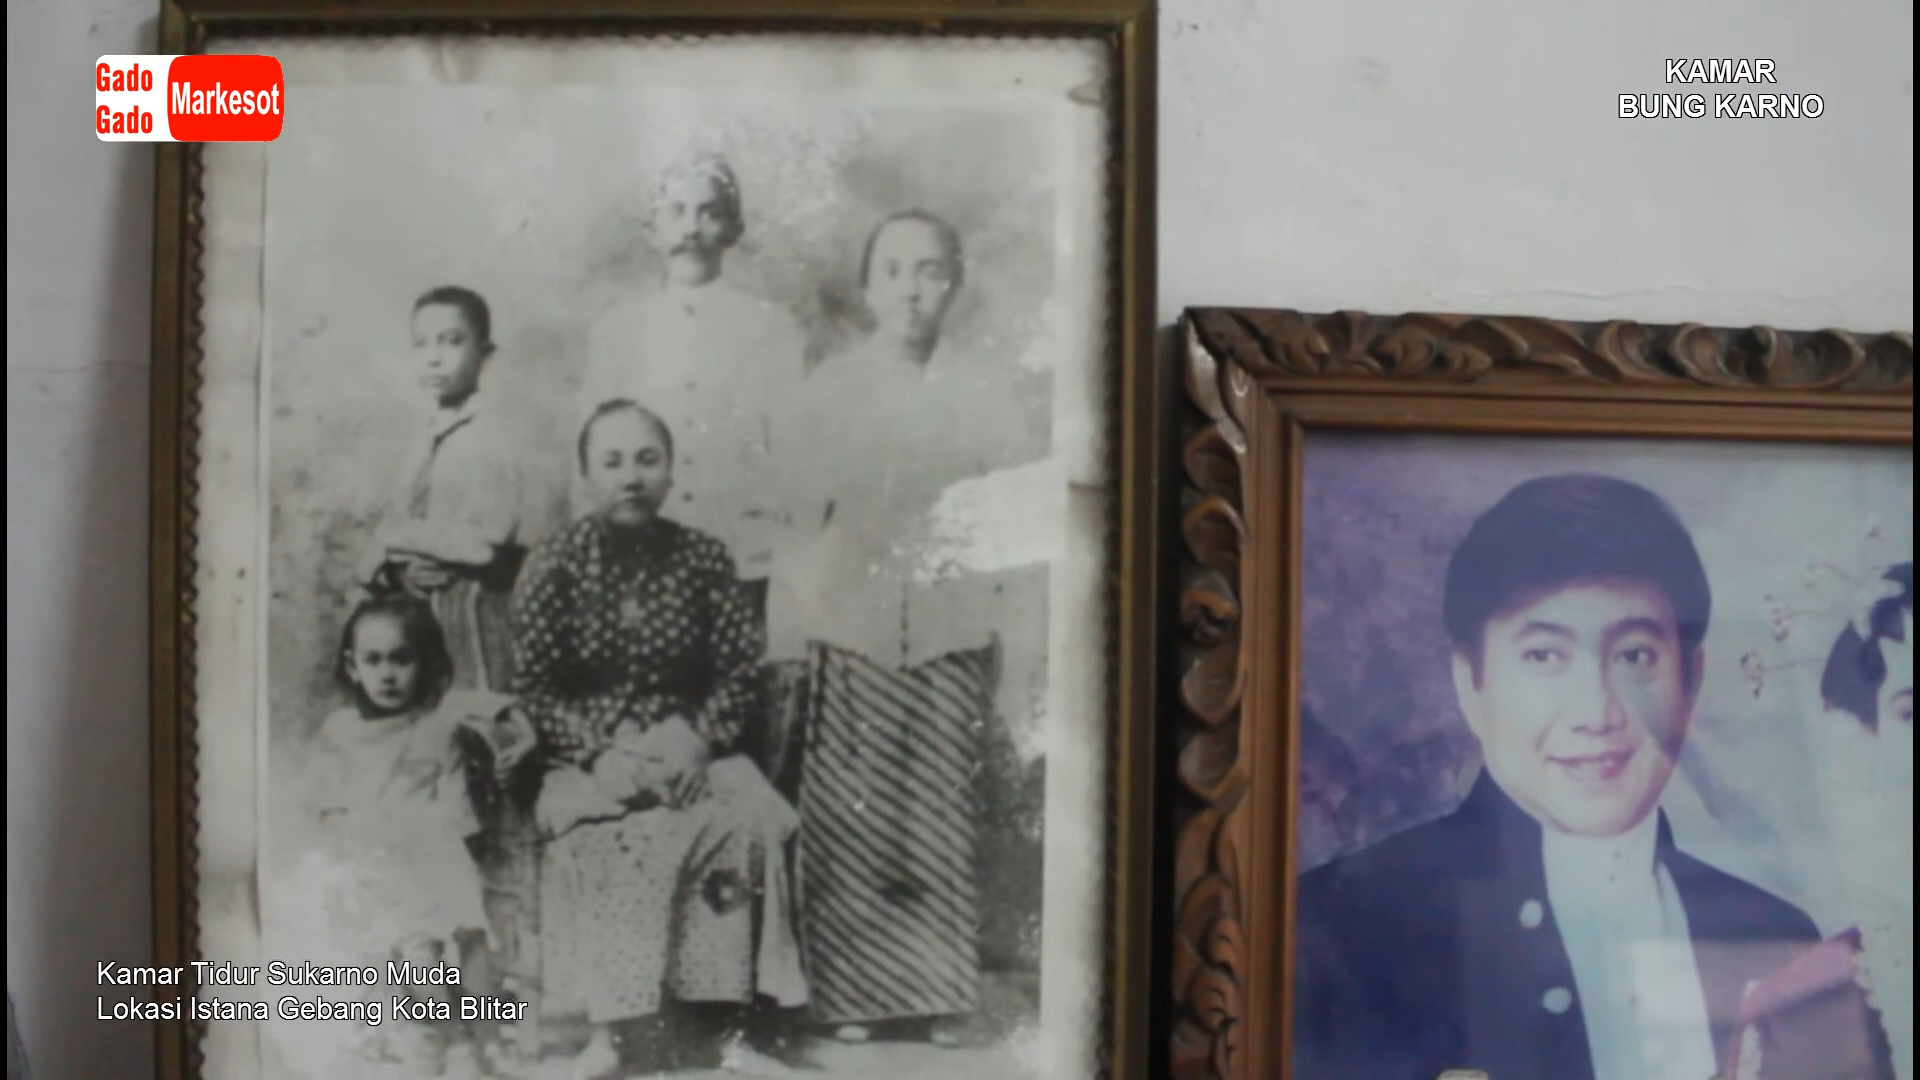 Gado
Gado
Markesot
KAMAR
BUNG KARNO
Kamar Tidur Sukarno Muda
Lokasi Istana Gebang Kota Blitar